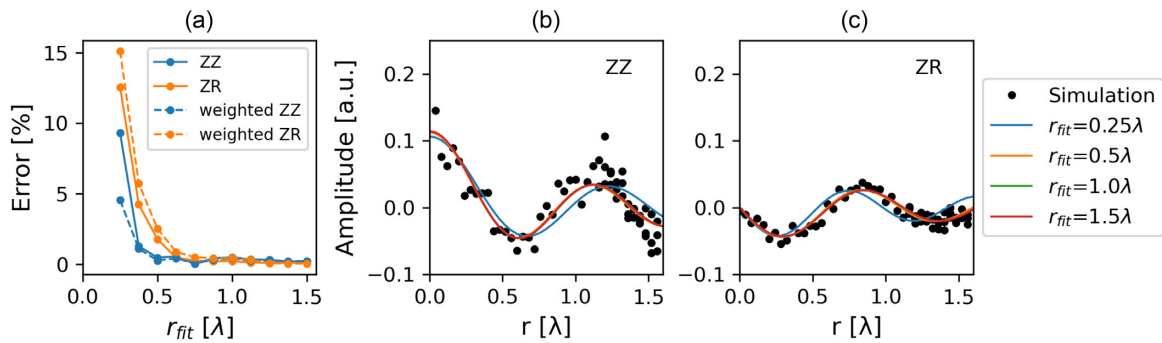 (a)
Error [%]
15
10
5
0
0.0 0.5 1.0 1.5
r_fit [λ]
ZZ
ZR
weighted ZZ
weighted ZR
(b)
Amplitude [a.u.]
0.2
0.1
0.0
−0.1
0.0 0.5 1.0 1.5
r [λ]
ZZ
(c)
0.2
0.1
0.0
−0.1
0.0 0.5 1.0 1.5
r [λ]
ZR
Simulation
r_fit=0.25λ
r_fit=0.5λ
r_fit=1.0λ
r_fit=1.5λ